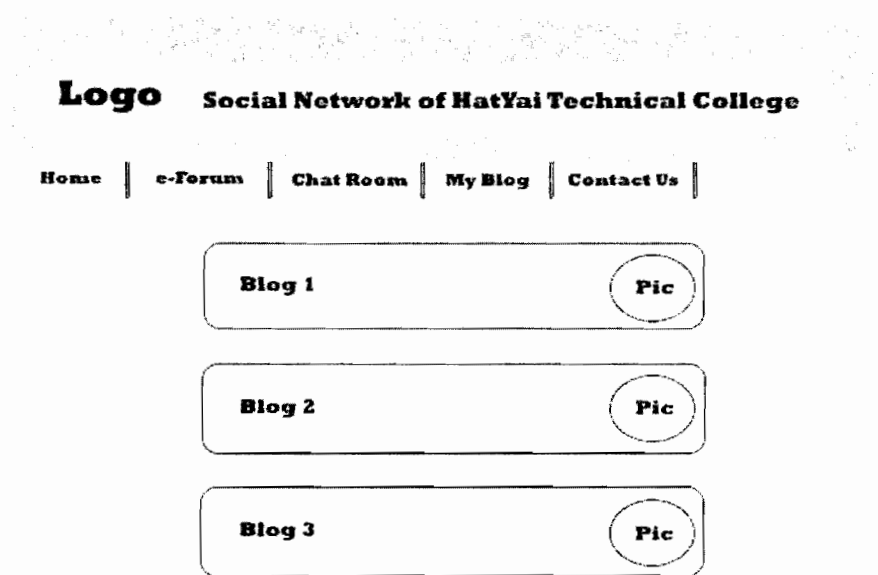 Logo Social Network of HatYai Technical College
Home e-Forum Chat Room My Blog Contact Us
Blog 1 Pic
Blog 2 Pic
Blog 3 Pic